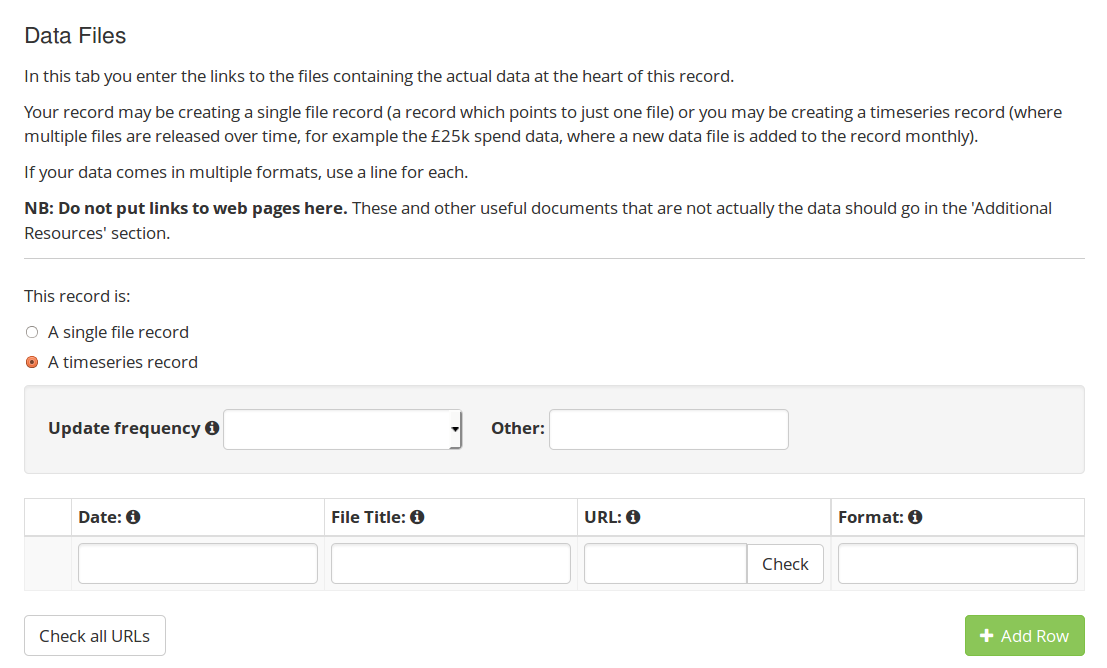 Data Files
In this tab you enter the links to the files containing the actual data at the heart of this record.
Your record may be creating a single file record (a record which points to just one file) or you may be creating a timeseries record (where
multiple files are released over time, for example the £25k spend data, where a new data file is added to the record monthly).
If your data comes in multiple formats, use a line for each.
NB: Do not put links to web pages here. These and other useful documents that are not actually the data should go in the 'Additional
Resources' section.
This record is:
A single file record
A timeseries record
Update frequency Other:
Date: File Title: URL: Format:
Check
Check all URLs Add Row